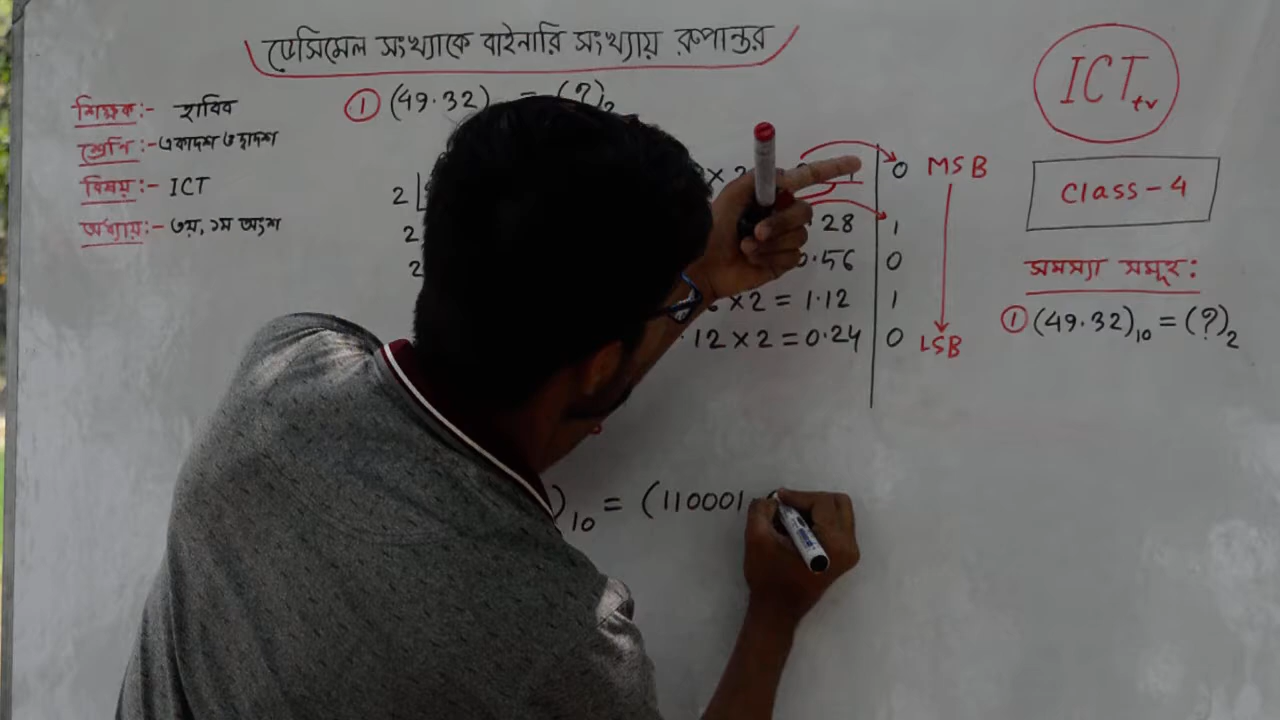 ডেসিমেল সংখ্যাকে বাইনারি সংখ্যায় রুপান্তর
শিক্ষক:- হাবিব
শ্রেণি:- একাদশ ও দ্বাদশ
বিষয়:- ICT
অধ্যায়:- ৩য়, ১ম অংশ
① (49.32) = (?)₂
2
2
2
× 2 0
28 1
0.56 0
6 × 2 = 1.12 1
.12 × 2 = 0.24 0
MSB
LSB
)₁₀ = (110001.
ICT tv
Class - 4
সমস্যা সমূহ:
① (49.32)₁₀ = (?)₂